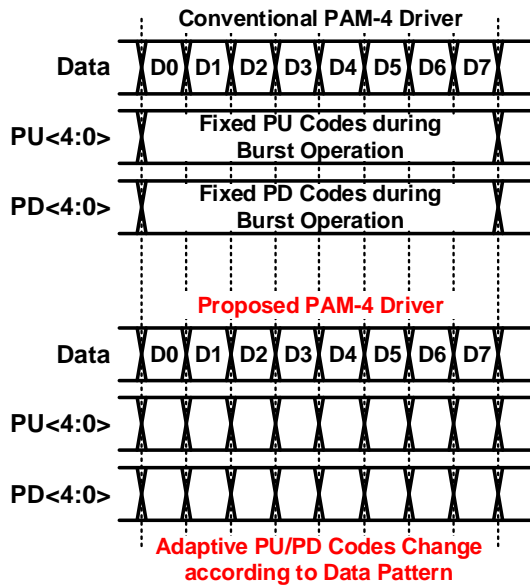 Conventional PAM-4 Driver
Data D0 D1 D2 D3 D4 D5 D6 D7
PU<4:0> Fixed PU Codes during
Burst Operation
PD<4:0> Fixed PD Codes during
Burst Operation
Proposed PAM-4 Driver
Data D0 D1 D2 D3 D4 D5 D6 D7
PU<4:0>
PD<4:0>
Adaptive PU/PD Codes Change
according to Data Pattern